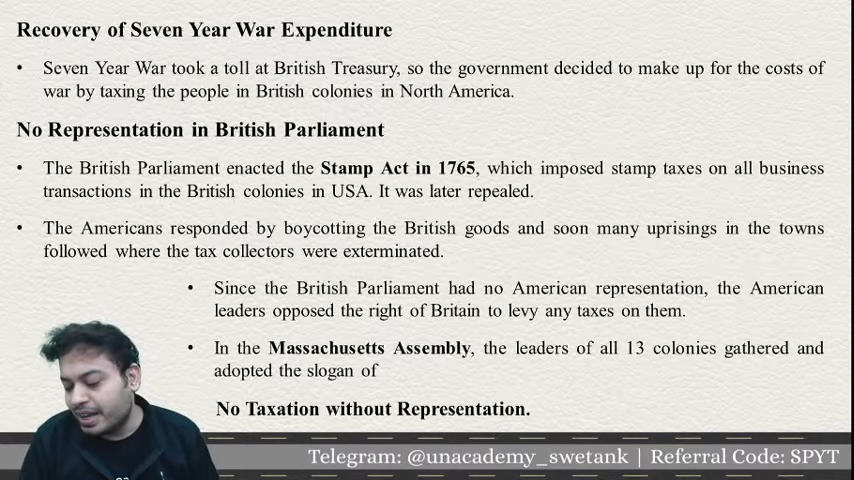 Recovery of Seven Year War Expenditure
• Seven Year War took a toll at British Treasury, so the government decided to make up for the costs of
war by taxing the people in British colonies in North America.
No Representation in British Parliament
• The British Parliament enacted the Stamp Act in 1765, which imposed stamp taxes on all business
transactions in the British colonies in USA. It was later repealed.
• The Americans responded by boycotting the British goods and soon many uprisings in the towns
followed where the tax collectors were exterminated.
• Since the British Parliament had no American representation, the American
leaders opposed the right of Britain to levy any taxes on them.
• In the Massachusetts Assembly, the leaders of all 13 colonies gathered and
adopted the slogan of
No Taxation without Representation.
Telegram: @unacademy_swetank | Referral Code: SPYT